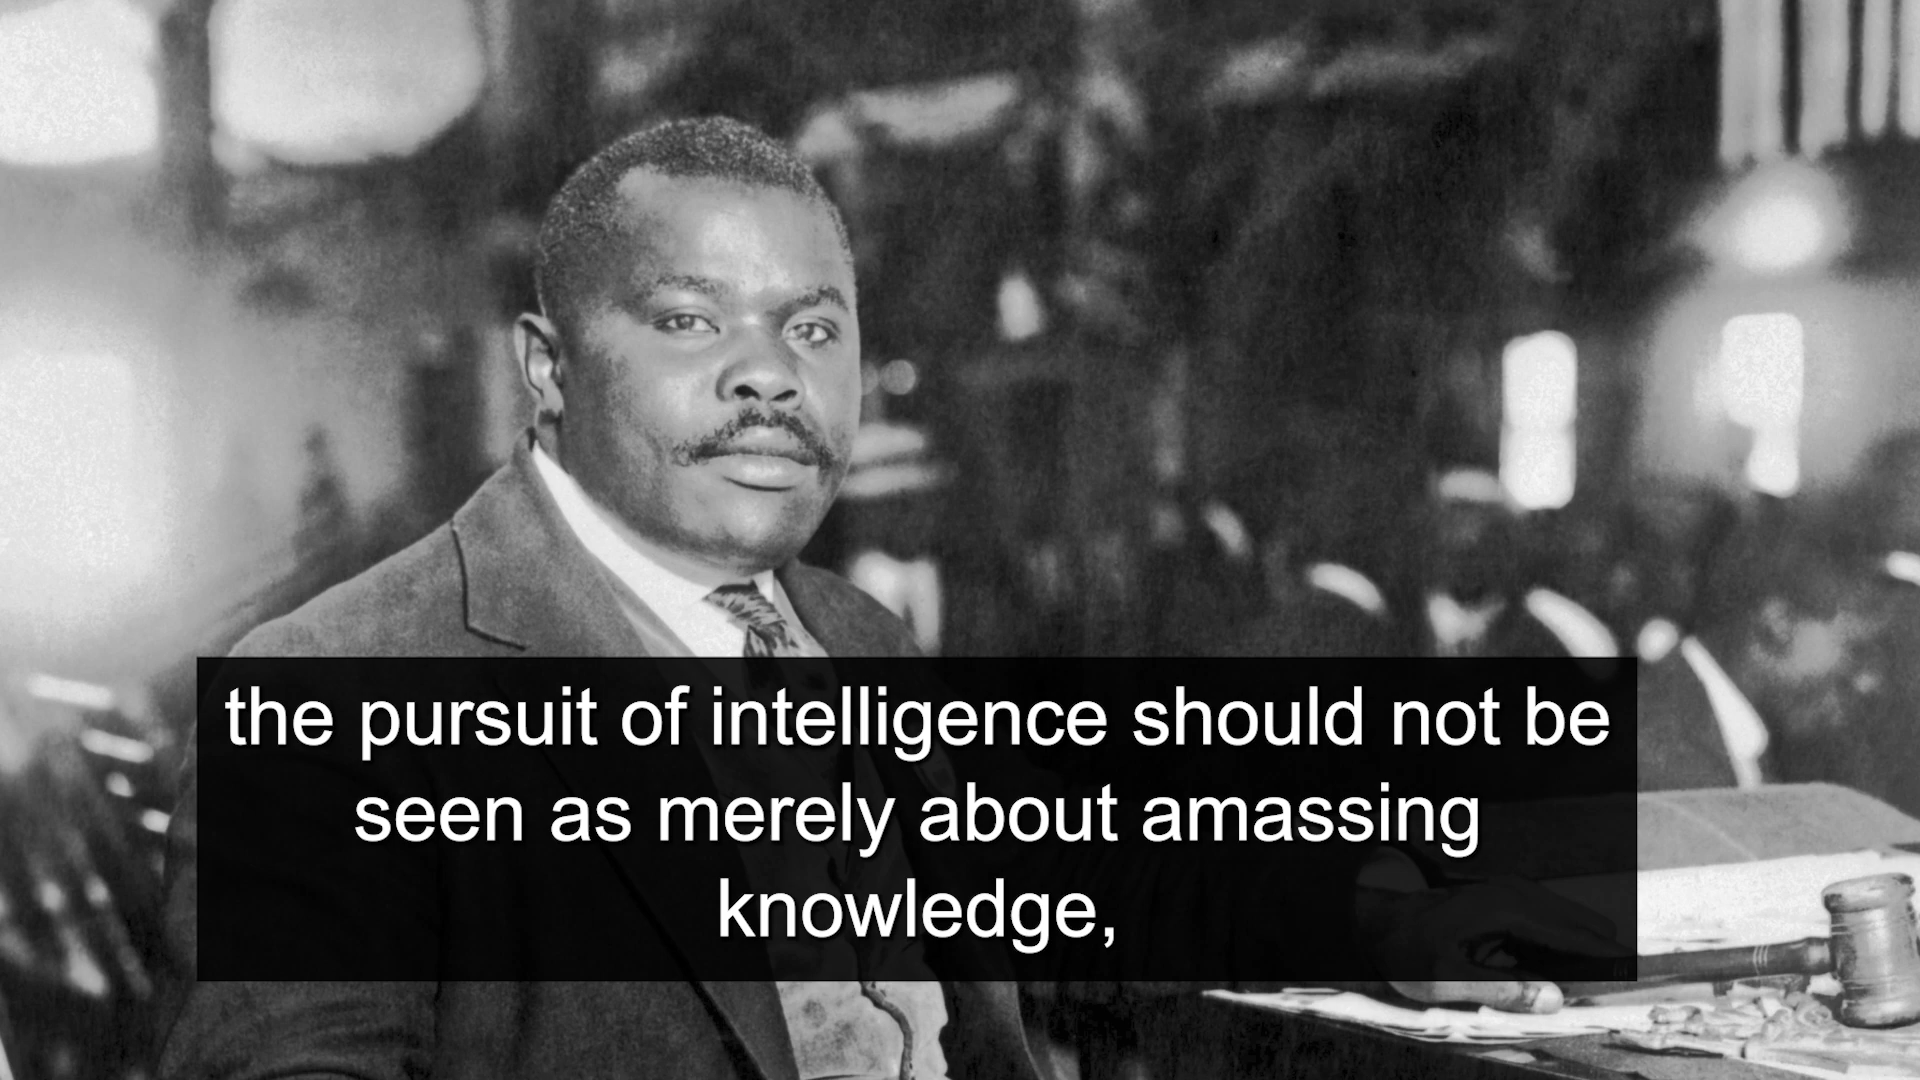 the pursuit of intelligence should not be
seen as merely about amassing
knowledge,